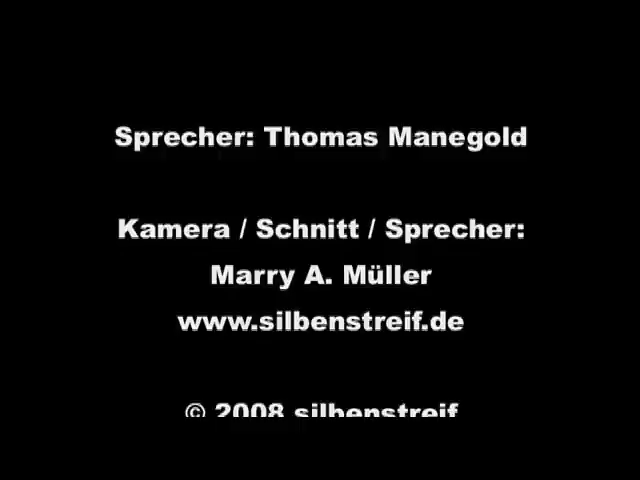 Sprecher: Thomas Manegold
Kamera / Schnitt / Sprecher:
Marry A. Müller
www.silbenstreif.de
© 2008 silbenstreif